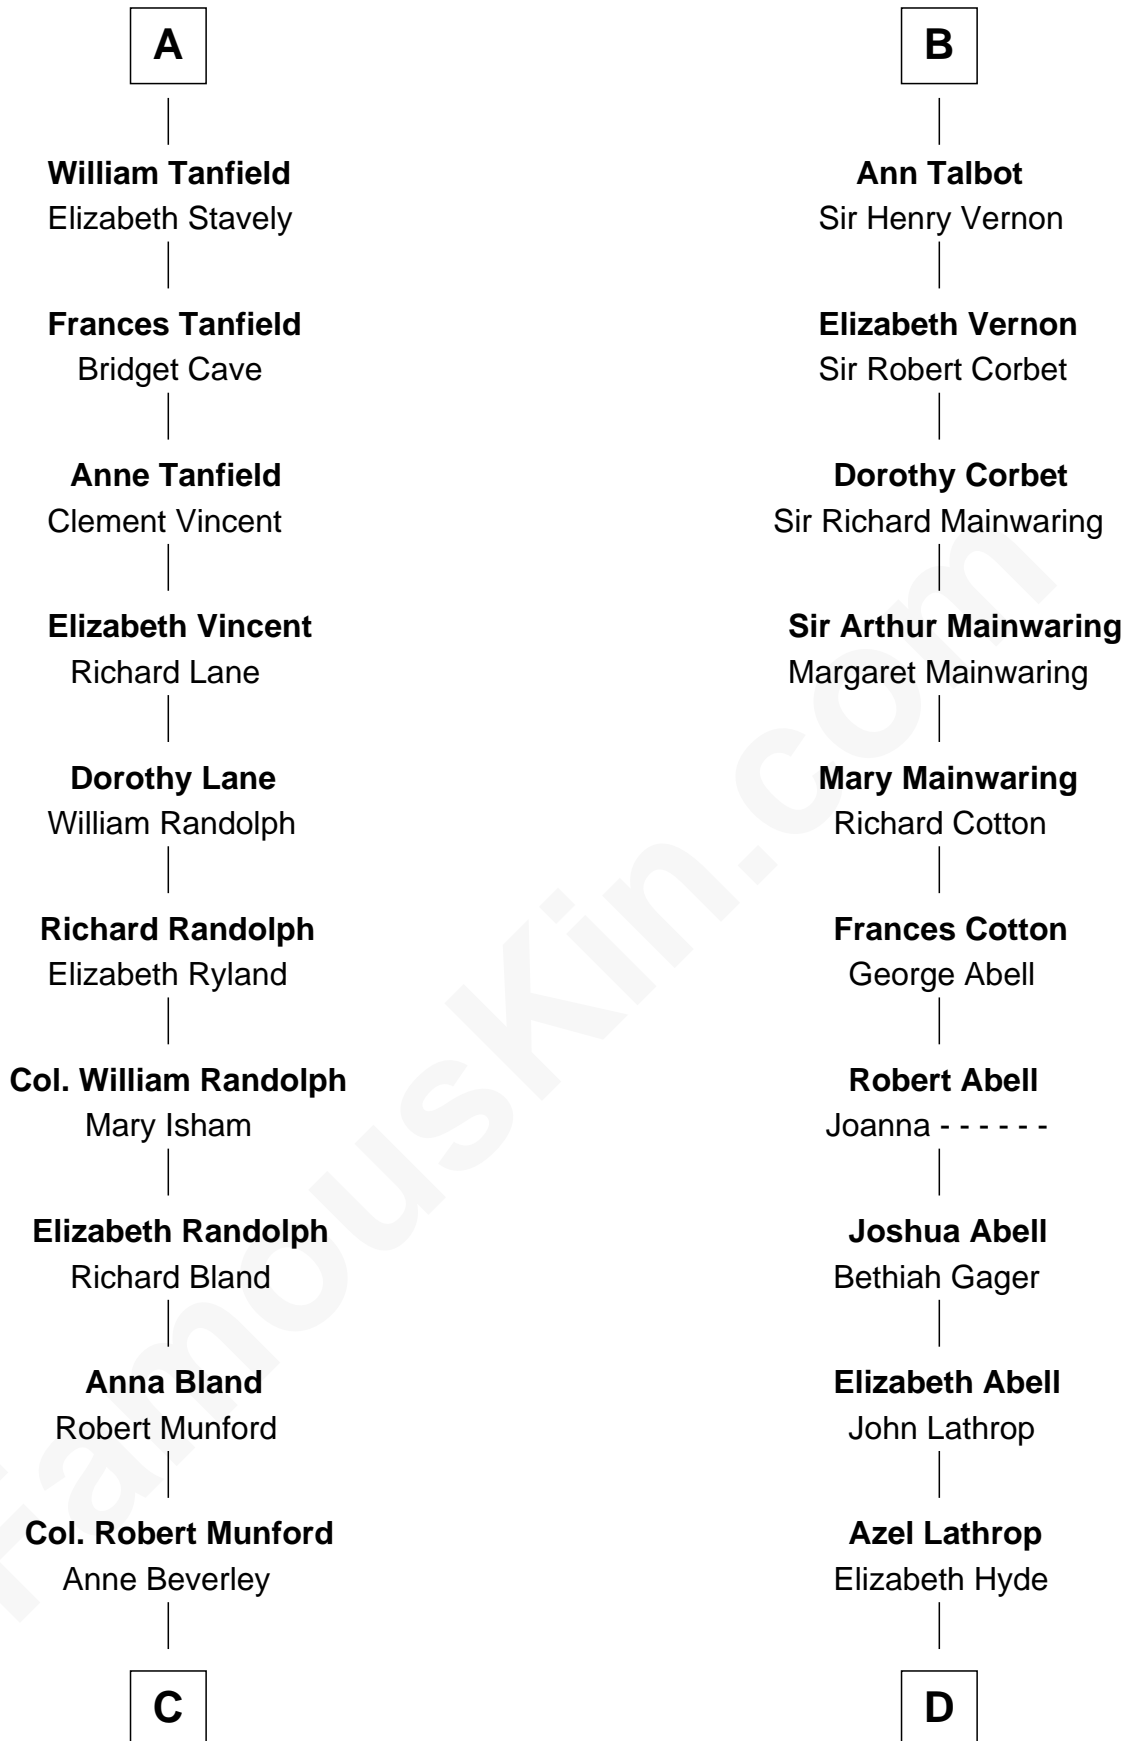 A
William Tanfield
Elizabeth Stavely
Frances Tanfield
Bridget Cave
Anne Tanfield
Clement Vincent
Elizabeth Vincent
Richard Lane
Dorothy Lane
William Randolph
Richard Randolph
Elizabeth Ryland
Col. William Randolph
Mary Isham
Elizabeth Randolph
Richard Bland
Anna Bland
Robert Munford
Col. Robert Munford
Anne Beverley
C
B
Ann Talbot
Sir Henry Vernon
Elizabeth Vernon
Sir Robert Corbet
Dorothy Corbet
Sir Richard Mainwaring
Sir Arthur Mainwaring
Margaret Mainwaring
Mary Mainwaring
Richard Cotton
Frances Cotton
George Abell
Robert Abell
Joanna - - - - - -
Joshua Abell
Bethiah Gager
Elizabeth Abell
John Lathrop
Azel Lathrop
Elizabeth Hyde
D
FamousKin.com